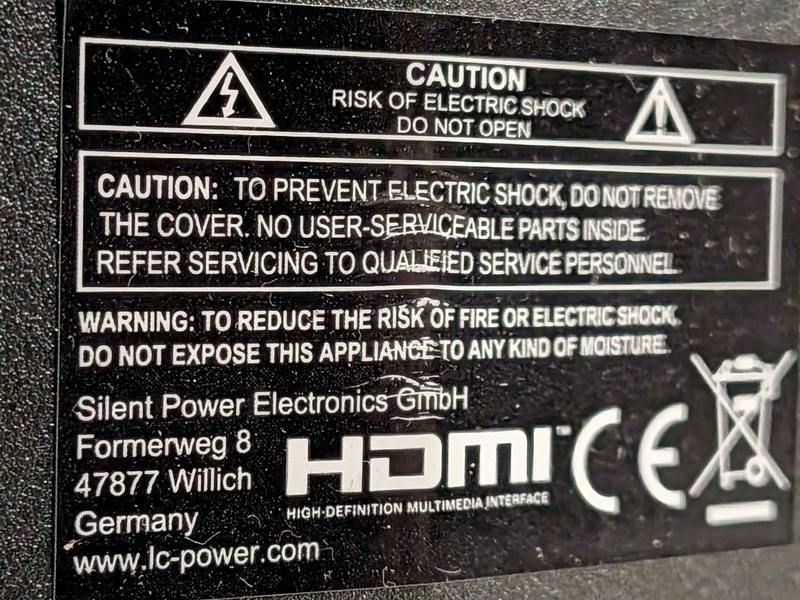 CAUTION
RISK OF ELECTRIC SHOCK
DO NOT OPEN
CAUTION: TO PREVENT ELECTRIC SHOCK, DO NOT REMOVE
THE COVER. NO USER-SERVICEABLE PARTS INSIDE.
REFER SERVICING TO QUALIFIED SERVICE PERSONNEL.
WARNING: TO REDUCE THE RISK OF FIRE OR ELECTRIC SHOCK,
DO NOT EXPOSE THIS APPLIANCE TO ANY KIND OF MOISTURE.
Silent Power Electronics GmbH
Formerweg 8
47877 Willich
Germany
www.lc-power.com
HDMI™
HIGH-DEFINITION MULTIMEDIA INTERFACE
CE